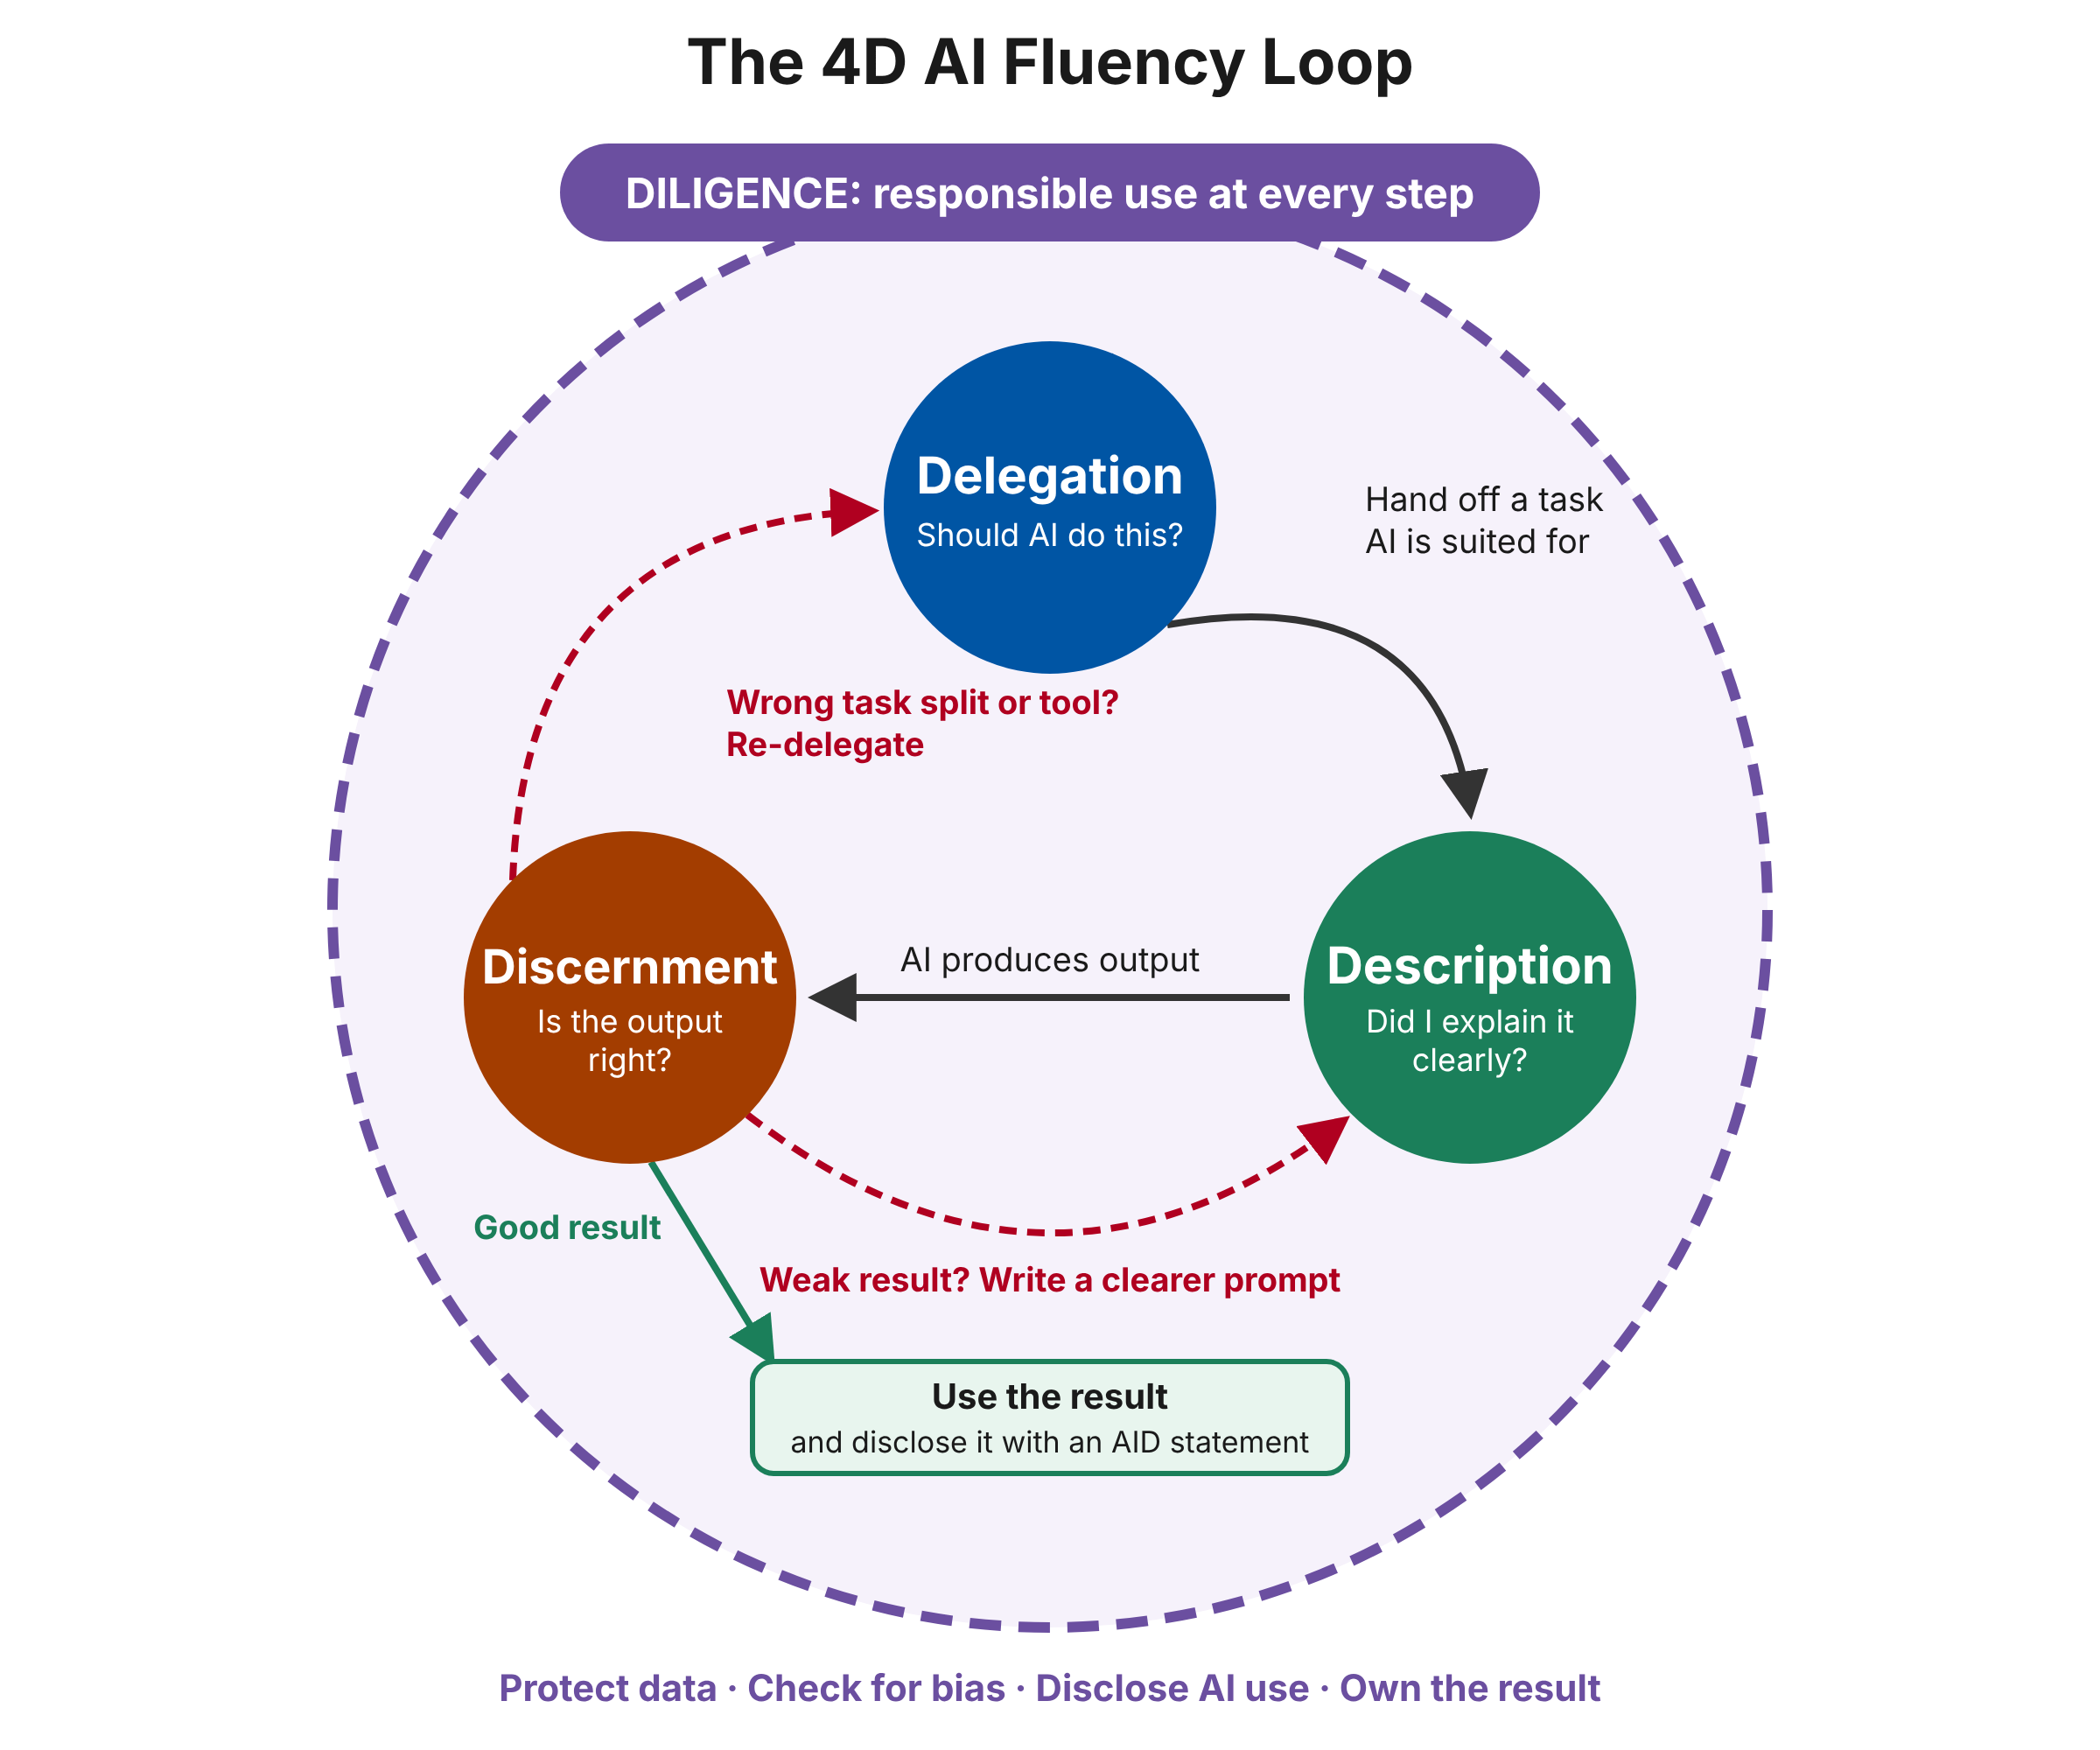 The 4D AI Fluency Loop
DILIGENCE: responsible use at every step
Delegation
Should AI do this?
Hand off a task
AI is suited for
Wrong task split or tool?
Re-delegate
Discernment
Is the output
right?
AI produces output
Description
Did I explain it
clearly?
Good result
Weak result? Write a clearer prompt
Use the result
and disclose it with an AID statement
Protect data · Check for bias · Disclose AI use · Own the result